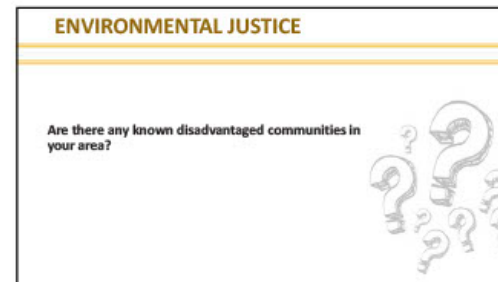 ENVIRONMENTAL JUSTICE
Are there any known disadvantaged communities in
your area?